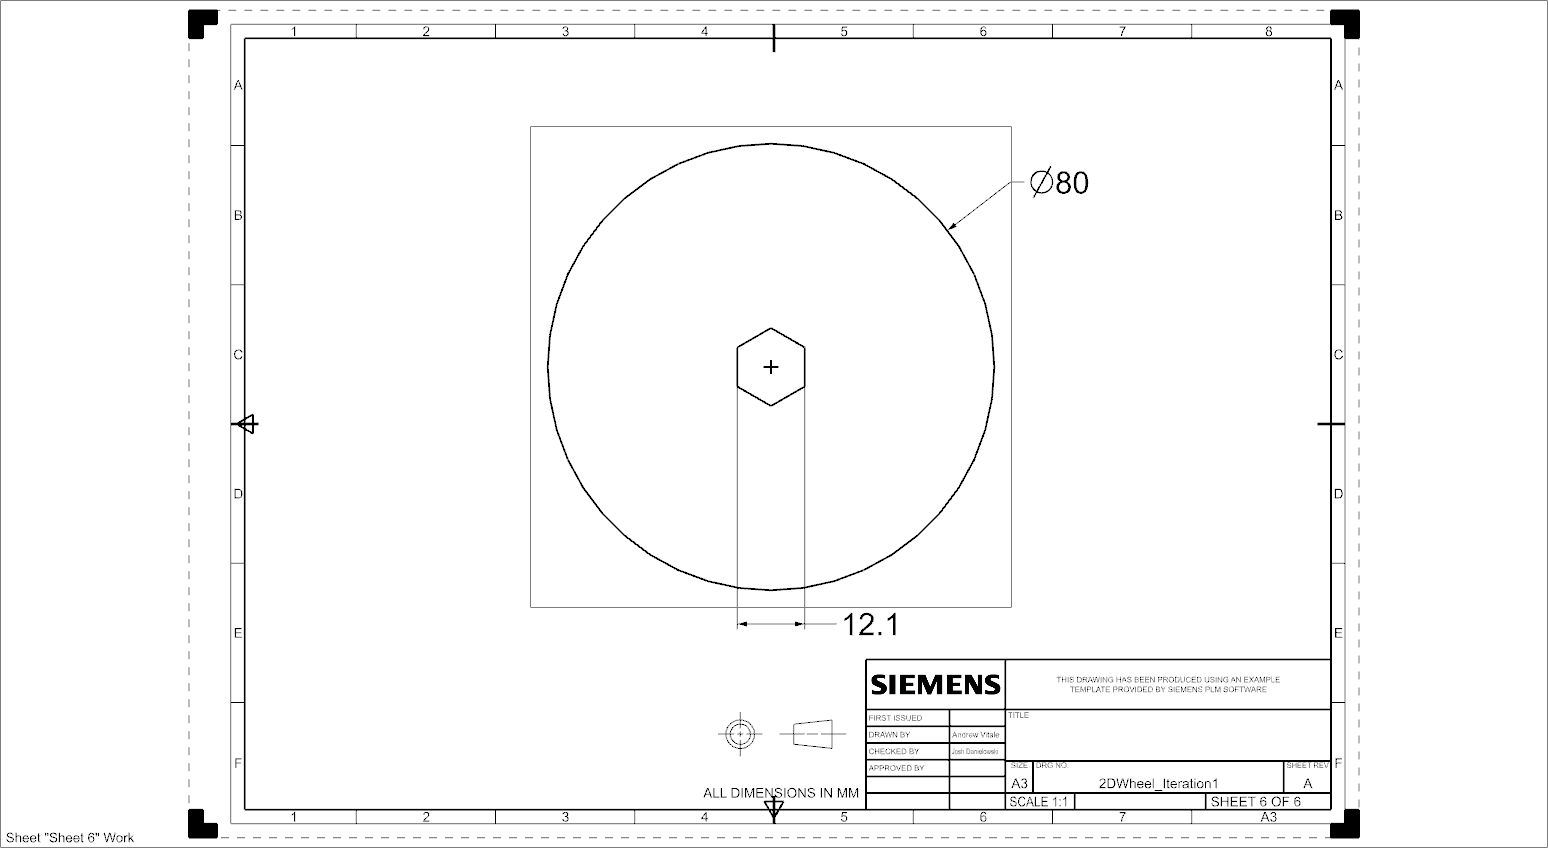 1 2 3 4 5 6 7 8
A A
B B
C C
D D
E E
F F
Ø80
12.1
SIEMENS
THIS DRAWING HAS BEEN PRODUCED USING AN EXAMPLE
TEMPLATE PROVIDED BY SIEMENS PLM SOFTWARE
FIRST ISSUED
TITLE
DRAWN BY Andrew Vitale
CHECKED BY Josh Danielowski
APPROVED BY
SIZE DRG NO. SHEET REV
A3 2DWheel_Iteration1 A
SCALE 1:1 SHEET 6 OF 6
ALL DIMENSIONS IN MM
1 2 3 4 5 6 7 A3
Sheet "Sheet 6" Work